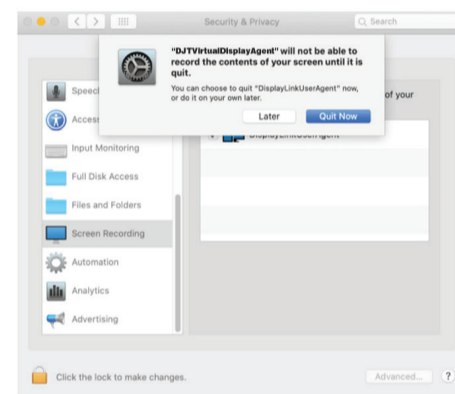 Security & Privacy
Search
"DJTVirtualDisplayAgent" will not be able to
record the contents of your screen until it is
quit.
You can choose to quit "DisplayLinkUserAgent" now,
or do it on your own later.
Later
Quit Now
of your
DisplayLinkUserAgent
Input Monitoring
Full Disk Access
Files and Folders
Screen Recording
Automation
Analytics
Advertising
Click the lock to make changes.
Advanced...
?